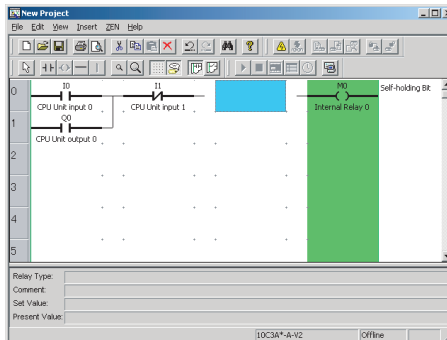 New Project
File Edit View Insert ZEN Help
0 I0 I1 M0 Self-holding Bit
CPU Unit input 0 CPU Unit input 1 Internal Relay 0
1 Q0
CPU Unit output 0
2
3
4
5
Relay Type:
Comment:
Set Value:
Present Value:
10C3A*-A-V2 Offline